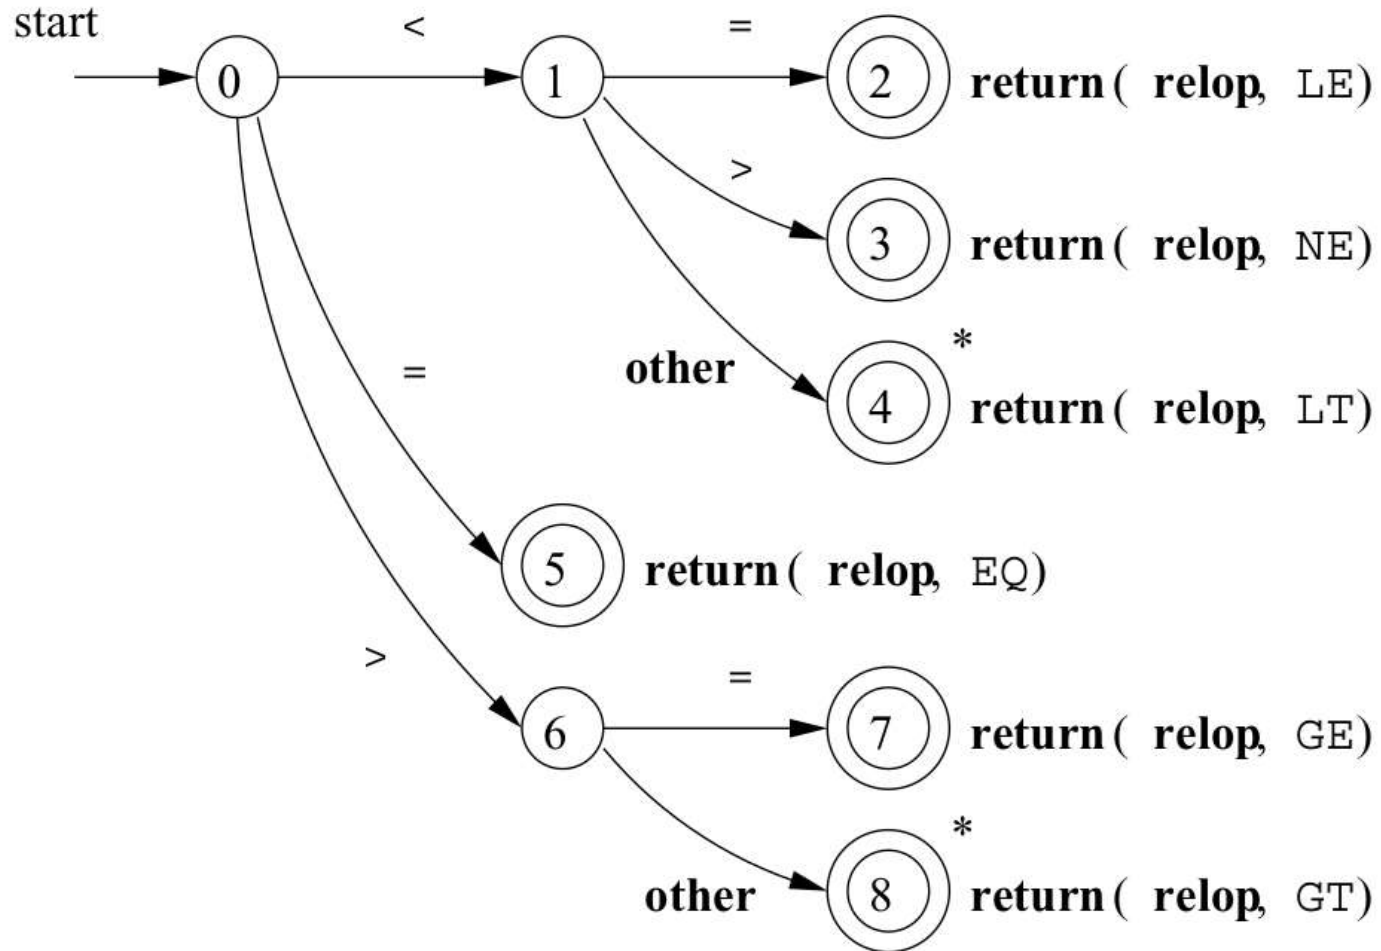 start
<
=
0
1
2
return( relop, LE)
>
3
return( relop, NE)
*
other
4
return( relop, LT)
=
5
return( relop, EQ)
>
=
6
7
return( relop, GE)
*
other
8
return( relop, GT)